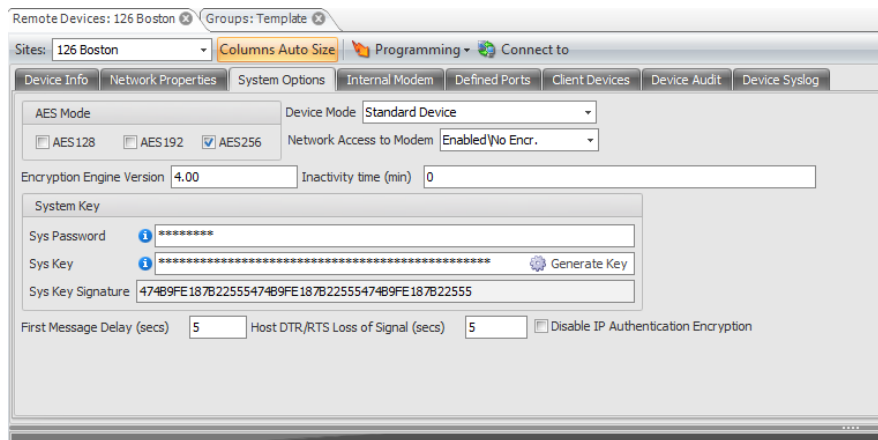 Remote Devices: 126 Boston Groups: Template
Sites: 126 Boston Columns Auto Size Programming Connect to
Device Info Network Properties System Options Internal Modem Defined Ports Client Devices Device Audit Device Syslog
AES Mode Device Mode Standard Device
AES128 AES192 AES256 Network Access to Modem Enabled\No Encr.
Encryption Engine Version 4.00 Inactivity time (min) 0
System Key
Sys Password ********
Sys Key ************************************************ Generate Key
Sys Key Signature 474B9FE187B22555474B9FE187B22555474B9FE187B22555
First Message Delay (secs) 5 Host DTR/RTS Loss of Signal (secs) 5 Disable IP Authentication Encryption